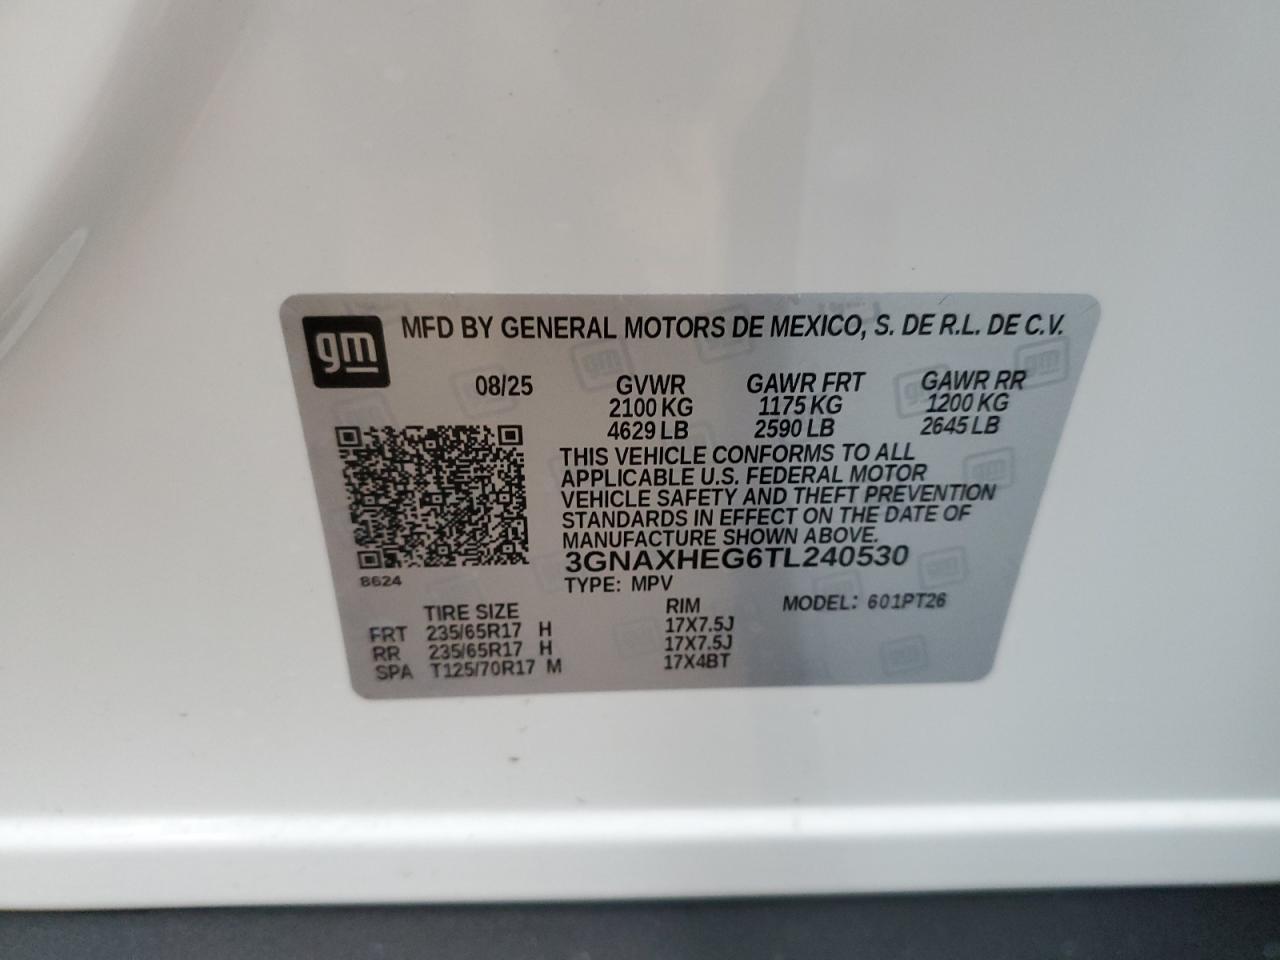 gm MFD BY GENERAL MOTORS DE MEXICO, S. DE R.L. DE C.V.
08/25 GVWR GAWR FRT GAWR RR
2100 KG 1175 KG 1200 KG
4629 LB 2590 LB 2645 LB
THIS VEHICLE CONFORMS TO ALL
APPLICABLE U.S. FEDERAL MOTOR
VEHICLE SAFETY AND THEFT PREVENTION
STANDARDS IN EFFECT ON THE DATE OF
MANUFACTURE SHOWN ABOVE.
3GNAXHEG6TL240530
8624 TYPE: MPV MODEL: 601PT26
TIRE SIZE RIM
FRT 235/65R17 H 17X7.5J
RR 235/65R17 H 17X7.5J
SPA T125/70R17 M 17X4BT